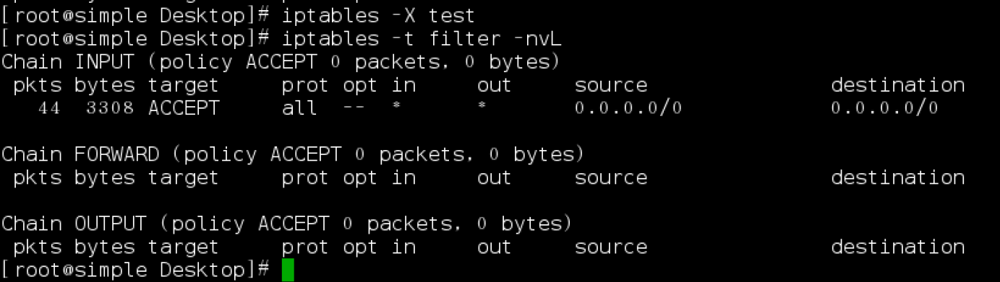 [root@simple Desktop]# iptables -X test
[root@simple Desktop]# iptables -t filter -nvL
Chain INPUT (policy ACCEPT 0 packets, 0 bytes)
 pkts bytes target     prot opt in     out     source               destination
   44  3308 ACCEPT     all  --  *      *       0.0.0.0/0            0.0.0.0/0

Chain FORWARD (policy ACCEPT 0 packets, 0 bytes)
 pkts bytes target     prot opt in     out     source               destination

Chain OUTPUT (policy ACCEPT 0 packets, 0 bytes)
 pkts bytes target     prot opt in     out     source               destination
[root@simple Desktop]#